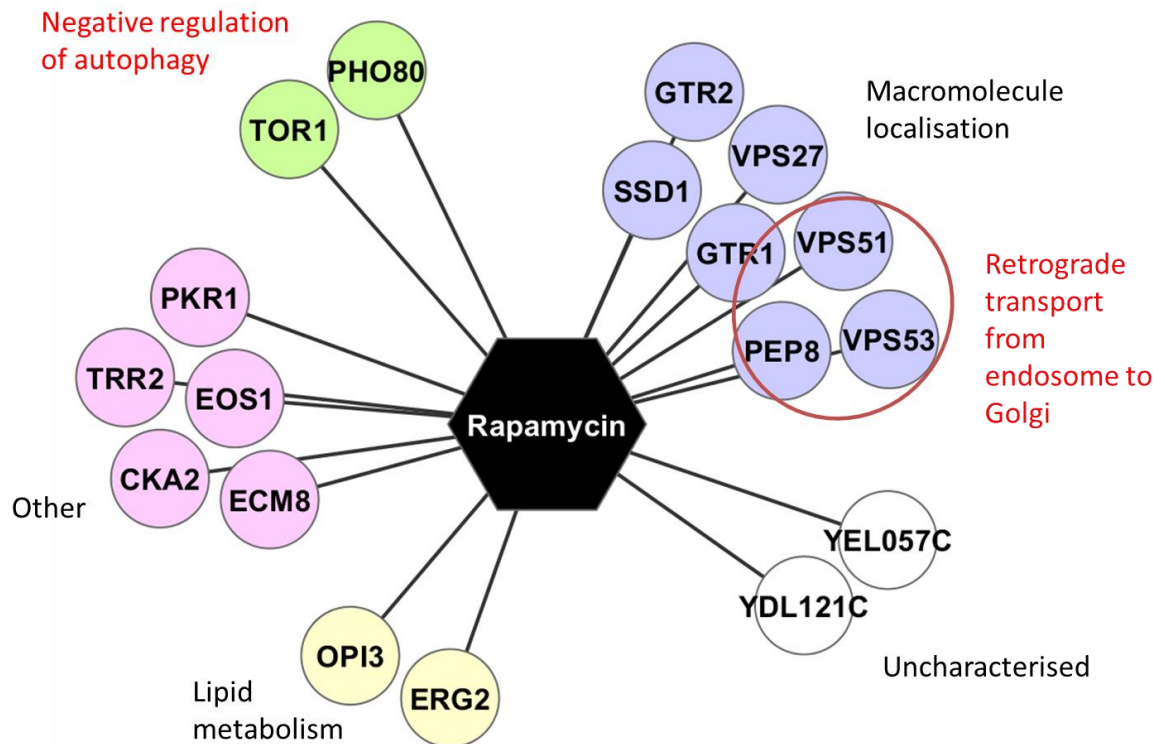 Negative regulation
of autophagy
PHO80
TOR1
GTR2
Macromolecule
localisation
VPS27
SSD1
GTR1
VPS51
Retrograde
transport
from
endosome to
Golgi
PEP8
VPS53
PKR1
TRR2
EOS1
Rapamycin
CKA2
ECM8
Other
YEL057C
YDL121C
Uncharacterised
OPI3
ERG2
Lipid
metabolism